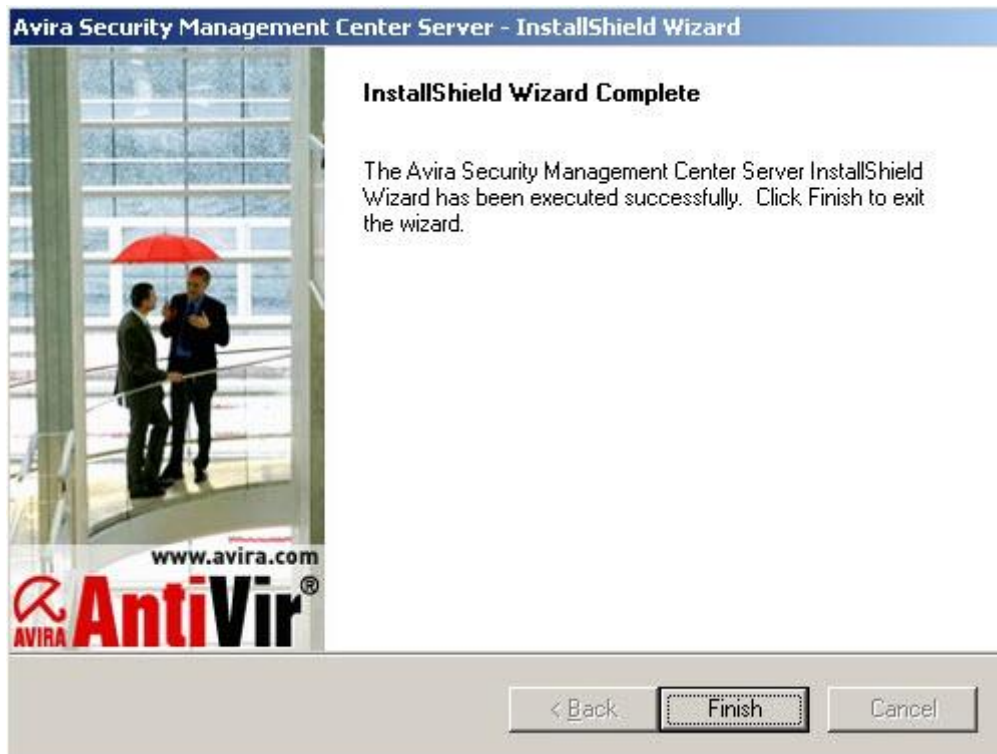 Avira Security Management Center Server - InstallShield Wizard
InstallShield Wizard Complete
The Avira Security Management Center Server InstallShield
Wizard has been executed successfully.  Click Finish to exit
the wizard.
www.avira.com
AVIRA AntiVir®
< Back
Finish
Cancel